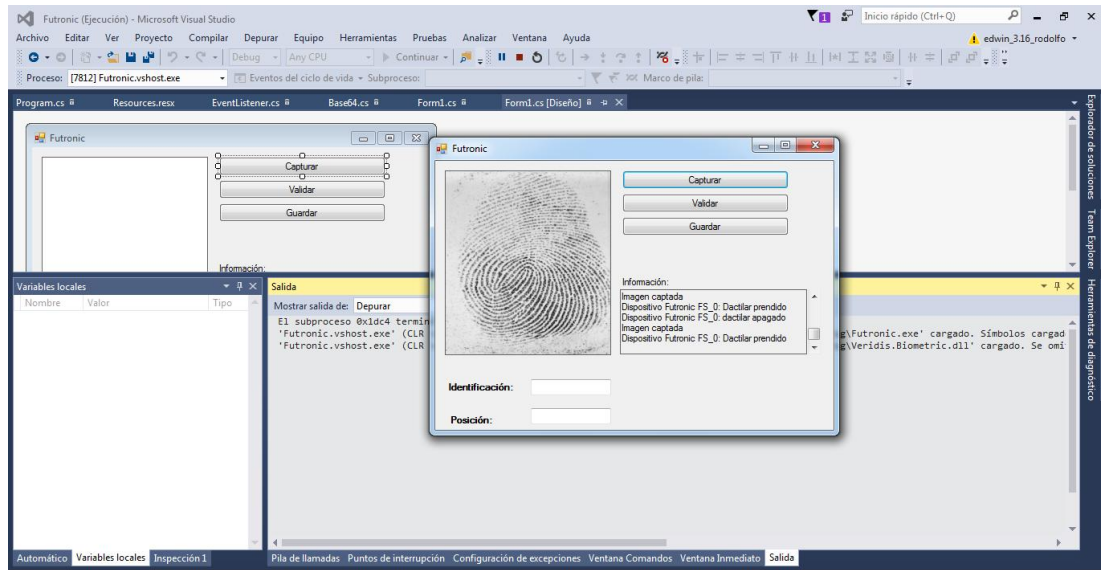 Futronic (Ejecución) - Microsoft Visual Studio
1
Inicio rápido (Ctrl+Q)
Archivo Editar Ver Proyecto Compilar Depurar Equipo Herramientas Pruebas Analizar Ventana Ayuda
edwin_3.16_rodolfo
Debug Any CPU Continuar
Proceso: [7812] Futronic.vshost.exe Eventos del ciclo de vida Subproceso: Marco de pila:
Program.cs Resources.resx EventListener.cs Base64.cs Form1.cs Form1.cs [Diseño]
Futronic
Capturar
Validar
Guardar
Información:
Futronic
Capturar
Validar
Guardar
Información:
Imagen captada
Dispositivo Futronic FS_0: Dactilar prendido
Dispositivo Futronic FS_0: dactilar apagado
Imagen captada
Dispositivo Futronic FS_0: Dactilar prendido
Identificación:
Posición:
Variables locales
Nombre Valor Tipo
Salida
Mostrar salida de: Depurar
El subproceso 0x1dc4 termin
'Futronic.vshost.exe' (CLR g\Futronic.exe' cargado. Símbolos cargad
'Futronic.vshost.exe' (CLR g\Veridis.Biometric.dll' cargado. Se omi
Explorador de soluciones
Team Explorer
Herramientas de diagnóstico
Automático Variables locales Inspección 1
Pila de llamadas Puntos de interrupción Configuración de excepciones Ventana Comandos Ventana Inmediato Salida